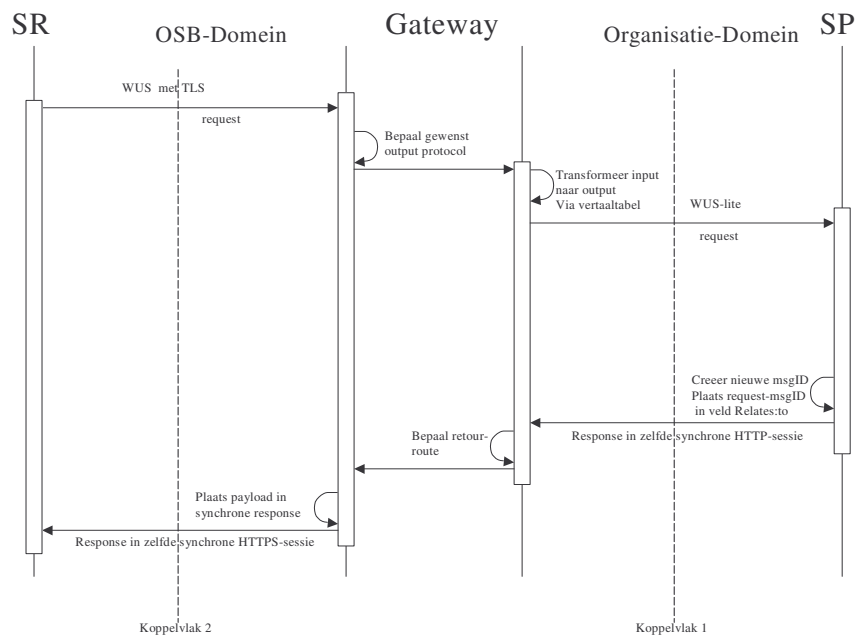 SR
OSB-Domein
Gateway
Organisatie-Domein
SP
WUS met TLS
request
Bepaal gewenst
output protocol
Transformeer input
naar output
Via vertaaltabel
WUS-lite
request
Creeer nieuwe msgID
Plaats request-msgID
in veld Relates:to
Response in zelfde synchrone HTTP-sessie
Bepaal retour-
route
Plaats payload in
synchrone response
Response in zelfde synchrone HTTPS-sessie
Koppelvlak 2
Koppelvlak 1